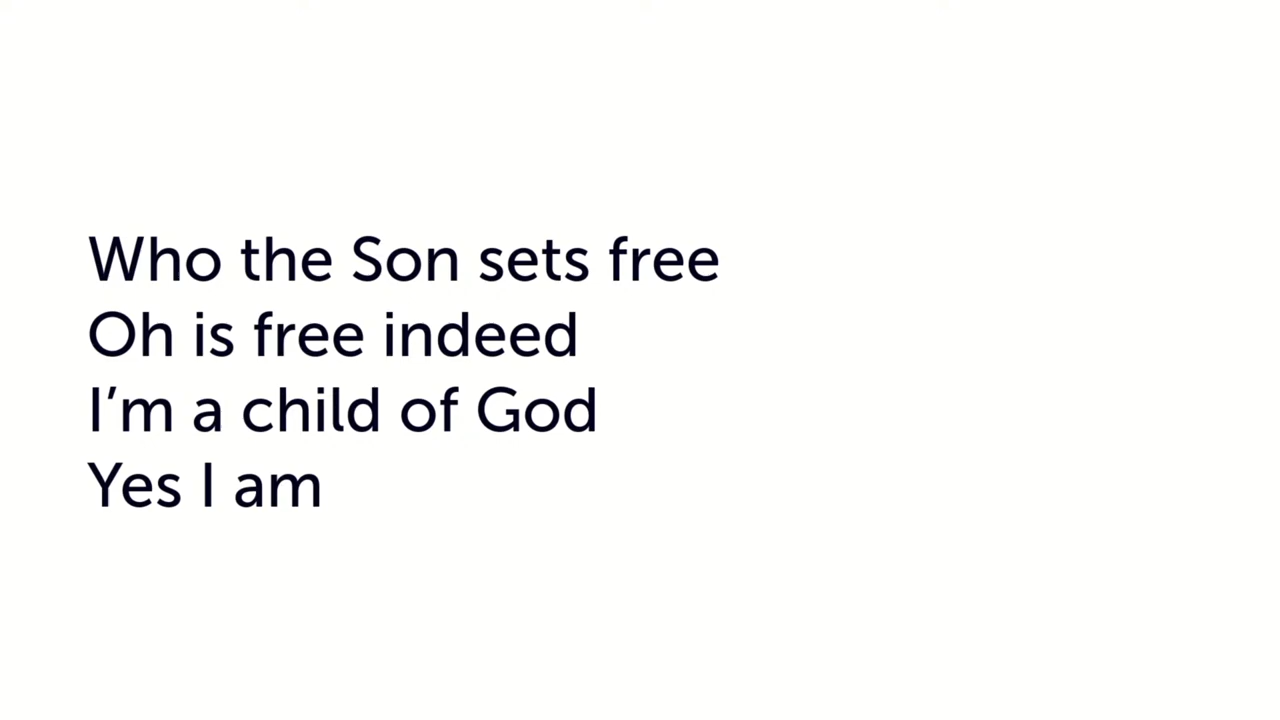 Who the Son sets free
Oh is free indeed
I’m a child of God
Yes I am